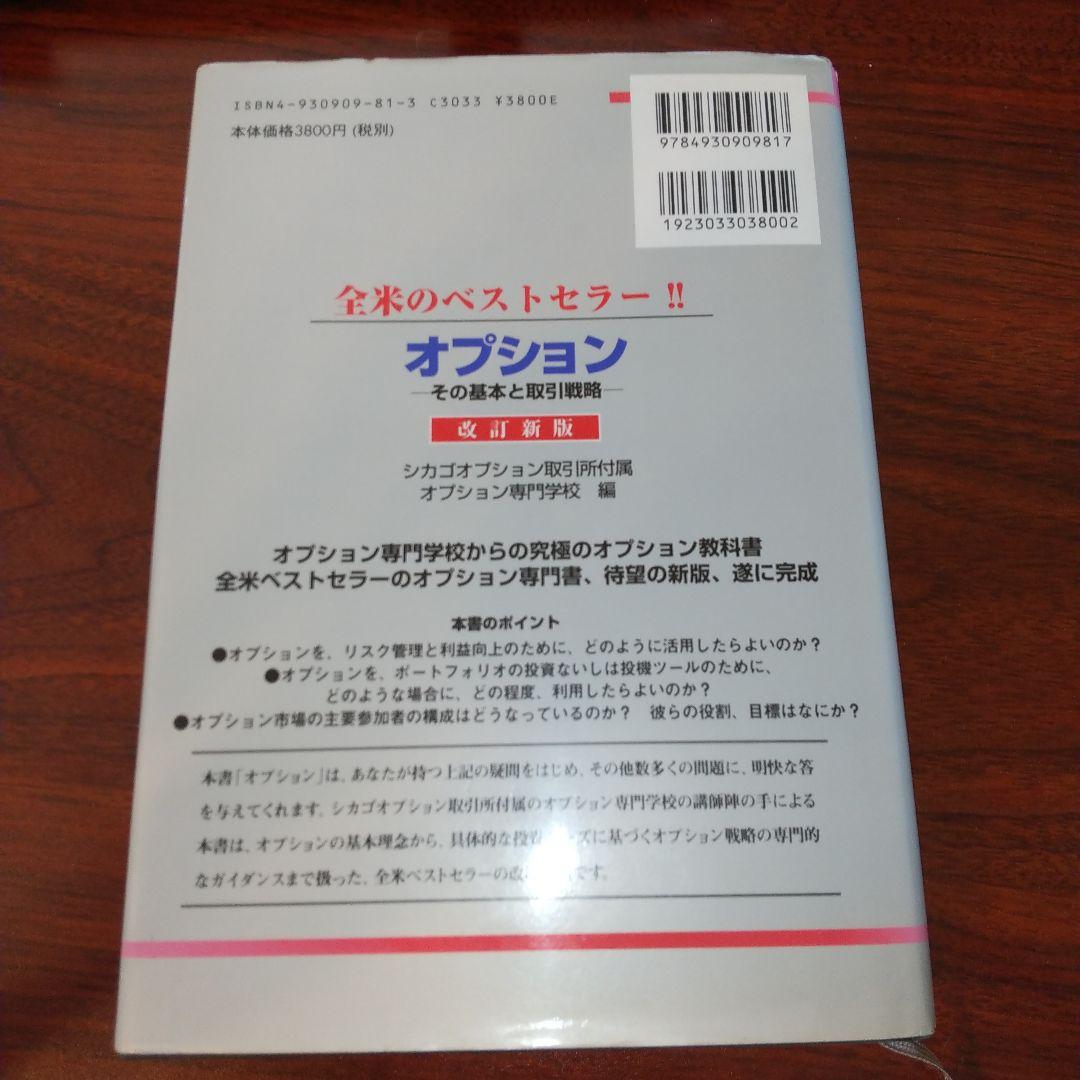 ISBN4-930909-81-3 C3033 ¥3800E
本体価格3800円(税別)
9784930909817
1923033038002
全米のベストセラー!!
オプション
―その基本と取引戦略―
改訂新版
シカゴオプション取引所付属
オプション専門学校 編
オプション専門学校からの究極のオプション教科書
全米ベストセラーのオプション専門書、待望の新版、遂に完成
本書のポイント
●オプションを、リスク管理と利益向上のために、どのように活用したらよいのか?
●オプションを、ポートフォリオの投資ないしは投機ツールのために、
どのような場合に、どの程度、利用したらよいのか?
●オプション市場の主要参加者の構成はどうなっているのか? 彼らの役割、目標はなにか?
本書「オプション」は、あなたが持つ上記の疑問をはじめ、その他数多くの問題に、明快な答
を与えてくれます。シカゴオプション取引所付属のオプション専門学校の講師陣の手による
本書は、オプションの基本理念から、具体的な投資 ズに基づくオプション戦略の専門的
なガイダンスまで扱った、全米ベストセラーの改 です。